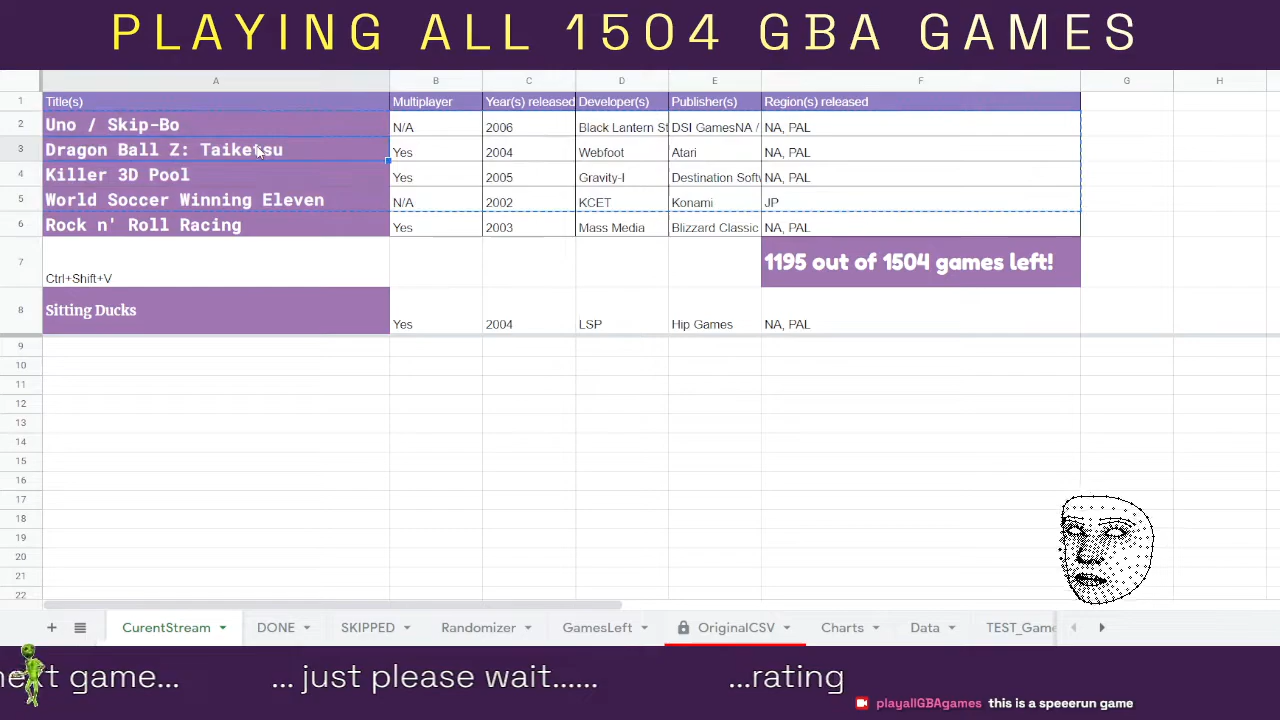 PLAYING ALL 1504 GBA GAMES
A B C D E F G H
1 Title(s) Multiplayer Year(s) released Developer(s) Publisher(s) Region(s) released
2 Uno / Skip-Bo N/A 2006 Black Lantern St DSI GamesNA / NA, PAL
3 Dragon Ball Z: Taiketsu Yes 2004 Webfoot Atari NA, PAL
4 Killer 3D Pool Yes 2005 Gravity-I Destination Softw NA, PAL
5 World Soccer Winning Eleven N/A 2002 KCET Konami JP
6 Rock n' Roll Racing Yes 2003 Mass Media Blizzard Classic NA, PAL
7 Ctrl+Shift+V 1195 out of 1504 games left!
8 Sitting Ducks Yes 2004 LSP Hip Games NA, PAL
9
10
11
12
13
14
15
16
17
18
19
20
21
22
CurentStream DONE SKIPPED Randomizer GamesLeft OriginalCSV Charts Data TEST_Game
next game... ... just please wait...... ...rating
playallGBAgames this is a speeerun game